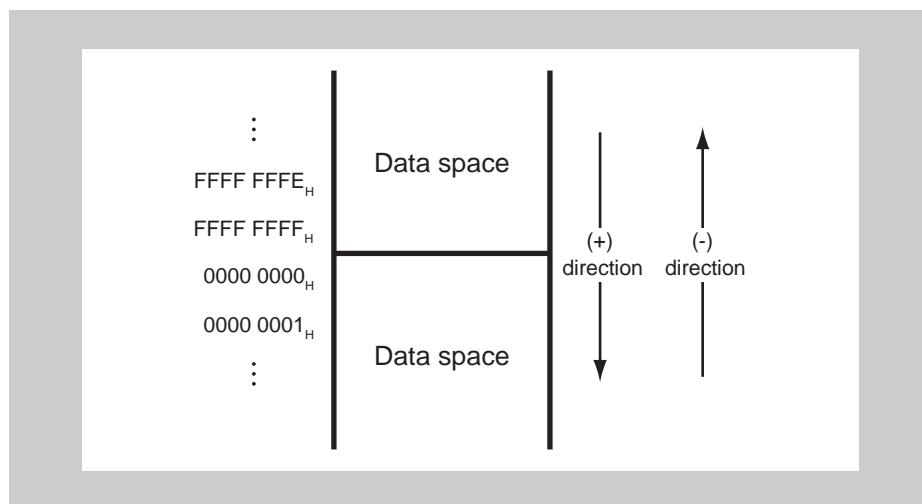 ⋮
Data space
FFFF FFFE_H
FFFF FFFF_H
0000 0000_H
0000 0001_H
⋮
Data space
(+)
direction
(-)
direction